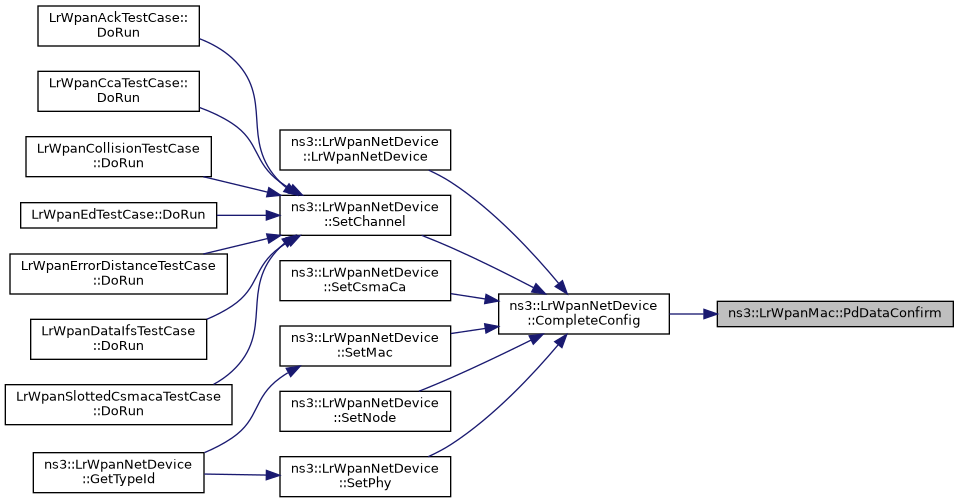 LrWpanAckTestCase::
DoRun
LrWpanCcaTestCase::
DoRun
LrWpanCollisionTestCase
::DoRun
LrWpanEdTestCase::DoRun
LrWpanErrorDistanceTestCase
::DoRun
LrWpanDataIfsTestCase
::DoRun
LrWpanSlottedCsmacaTestCase
::DoRun
ns3::LrWpanNetDevice
::GetTypeId
ns3::LrWpanNetDevice
::LrWpanNetDevice
ns3::LrWpanNetDevice
::SetChannel
ns3::LrWpanNetDevice
::SetCsmaCa
ns3::LrWpanNetDevice
::SetMac
ns3::LrWpanNetDevice
::SetNode
ns3::LrWpanNetDevice
::SetPhy
ns3::LrWpanNetDevice
::CompleteConfig
ns3::LrWpanMac::PdDataConfirm